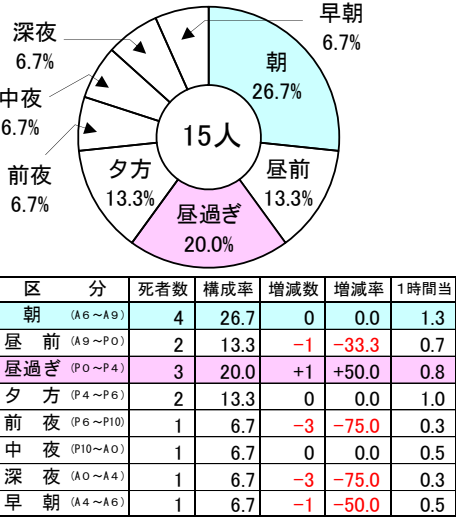 早朝
6.7%
深夜
6.7%
朝
26.7%
中夜
6.7%
15人
前夜
6.7%
夕方
13.3%
昼前
13.3%
昼過ぎ
20.0%
区 分 死者数 構成率 増減数 増減率 1時間当
朝 (A6~A9) 4 26.7 0 0.0 1.3
昼 前 (A9~P0) 2 13.3 -1 -33.3 0.7
昼過ぎ (P0~P4) 3 20.0 +1 +50.0 0.8
夕 方 (P4~P6) 2 13.3 0 0.0 1.0
前 夜 (P6~P10) 1 6.7 -3 -75.0 0.3
中 夜 (P10~A0) 1 6.7 0 0.0 0.5
深 夜 (A0~A4) 1 6.7 -3 -75.0 0.3
早 朝 (A4~A6) 1 6.7 -1 -50.0 0.5